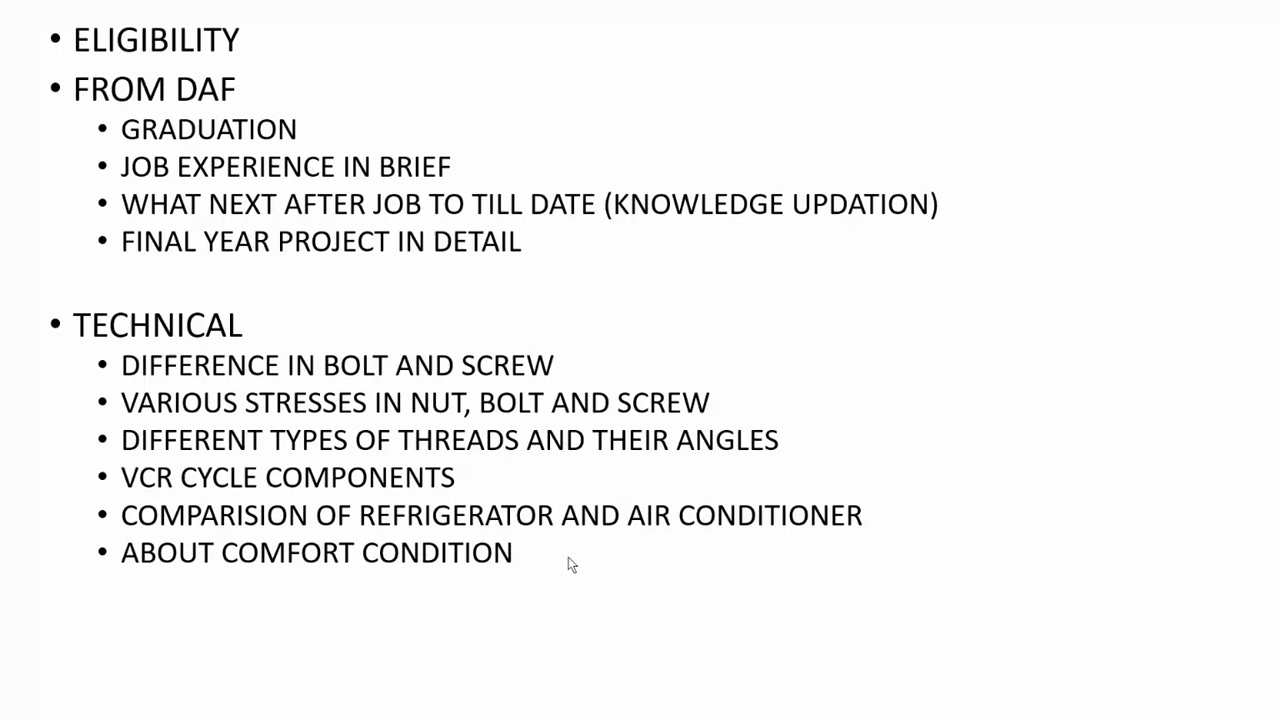 • ELIGIBILITY
• FROM DAF
• GRADUATION
• JOB EXPERIENCE IN BRIEF
• WHAT NEXT AFTER JOB TO TILL DATE (KNOWLEDGE UPDATION)
• FINAL YEAR PROJECT IN DETAIL
• TECHNICAL
• DIFFERENCE IN BOLT AND SCREW
• VARIOUS STRESSES IN NUT, BOLT AND SCREW
• DIFFERENT TYPES OF THREADS AND THEIR ANGLES
• VCR CYCLE COMPONENTS
• COMPARISION OF REFRIGERATOR AND AIR CONDITIONER
• ABOUT COMFORT CONDITION